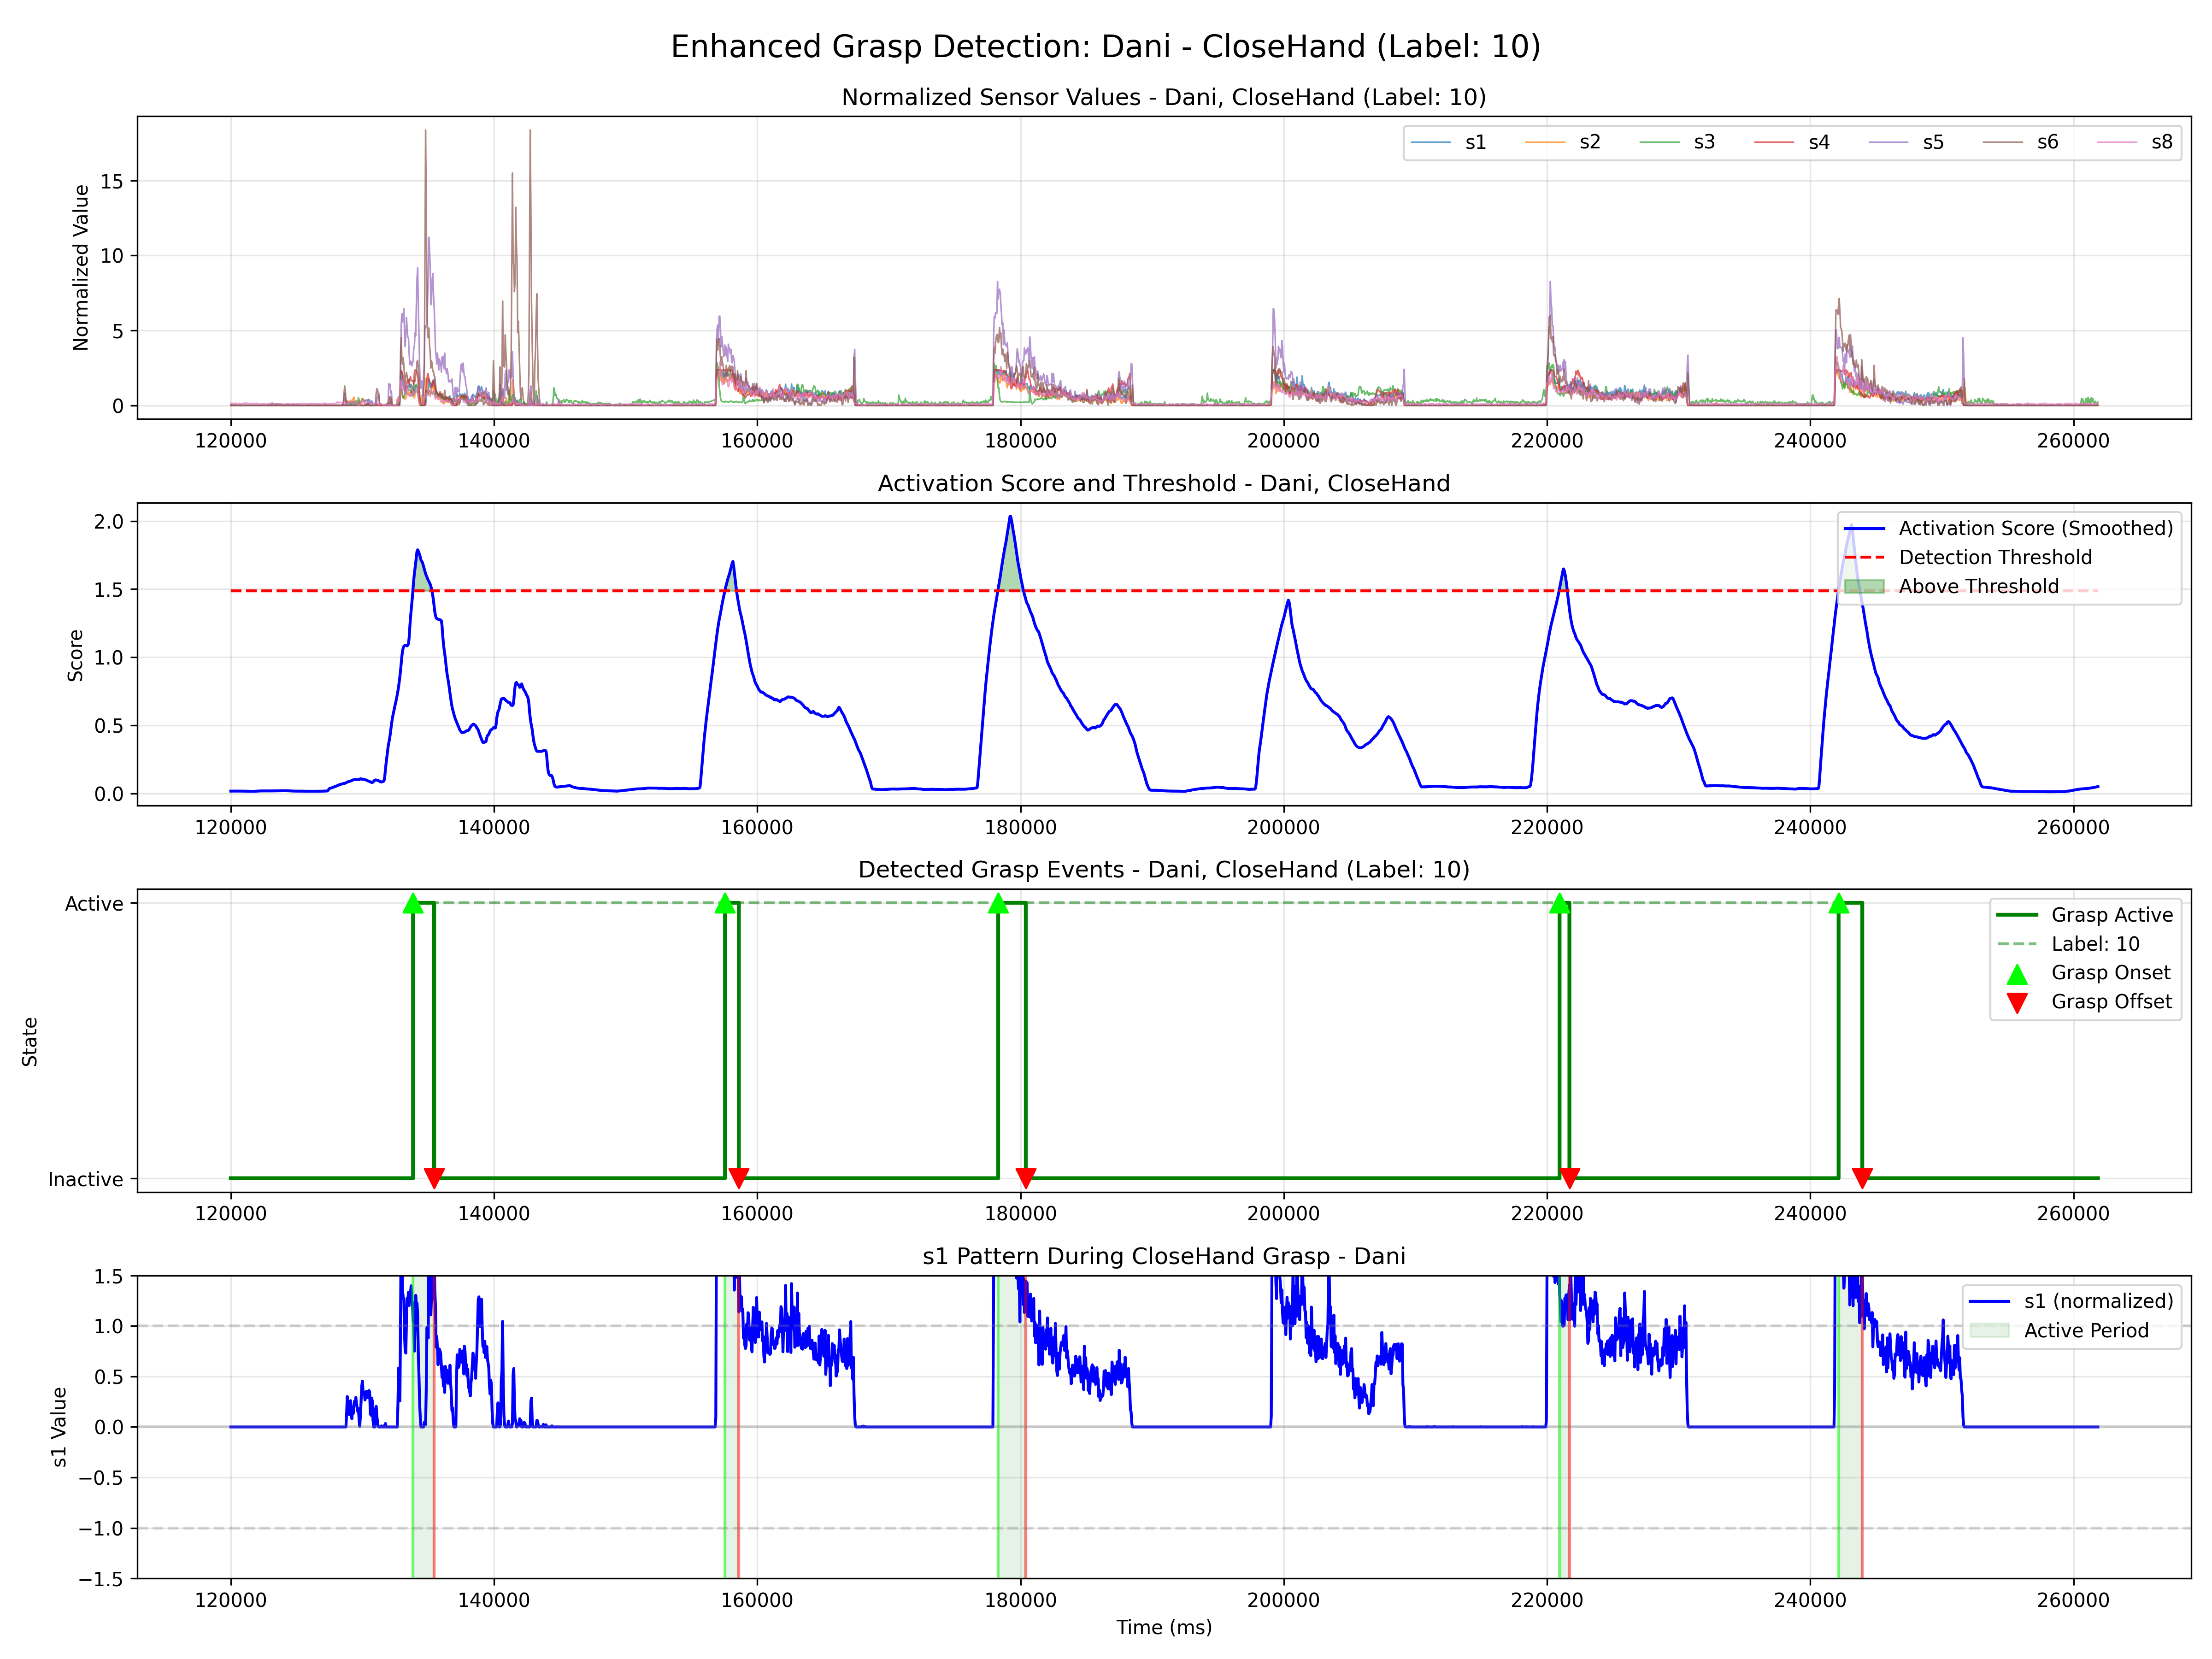 Enhanced Grasp Detection: Dani - CloseHand (Label: 10)
Normalized Sensor Values - Dani, CloseHand (Label: 10)
Normalized Value
15
10
5
0
s1 s2 s3 s4 s5 s6 s8
120000 140000 160000 180000 200000 220000 240000 260000
Activation Score and Threshold - Dani, CloseHand
Score
2.0
1.5
1.0
0.5
0.0
Activation Score (Smoothed)
Detection Threshold
Above Threshold
120000 140000 160000 180000 200000 220000 240000 260000
Detected Grasp Events - Dani, CloseHand (Label: 10)
State
Active
Inactive
Grasp Active
Label: 10
Grasp Onset
Grasp Offset
120000 140000 160000 180000 200000 220000 240000 260000
s1 Pattern During CloseHand Grasp - Dani
s1 Value
1.5
1.0
0.5
0.0
−0.5
−1.0
−1.5
s1 (normalized)
Active Period
120000 140000 160000 180000 200000 220000 240000 260000
Time (ms)